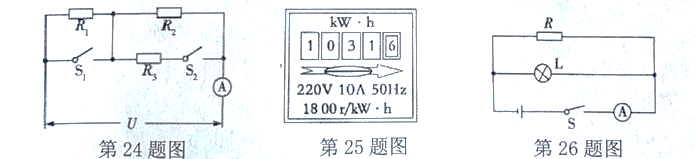 R₁
R₂
S₁
R₃
S₂
A
U
第24题图
kW·h
1 0 3 1 6
220V 10A 50Hz
1800r/kW·h
第25题图
R
L
S
A
第26题图